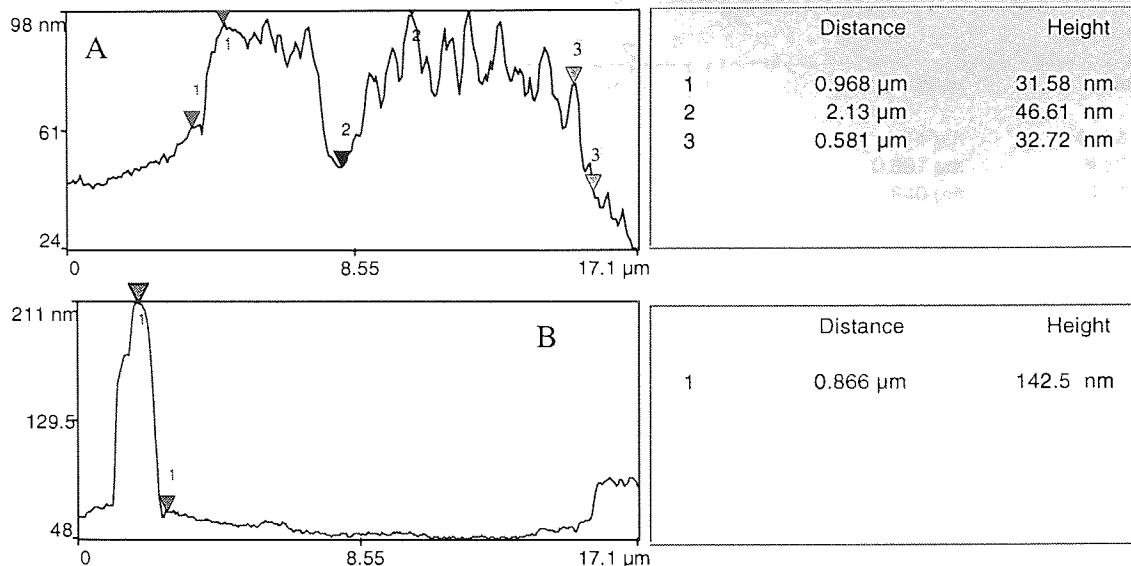 98 nm
A
1
1
2
2
3
3
61
24
0
8.55
17.1 µm
Distance Height
1 0.968 µm 31.58 nm
2 2.13 µm 46.61 nm
3 0.581 µm 32.72 nm
211 nm
B
1
1
129.5
48
0
8.55
17.1 µm
Distance Height
1 0.866 µm 142.5 nm